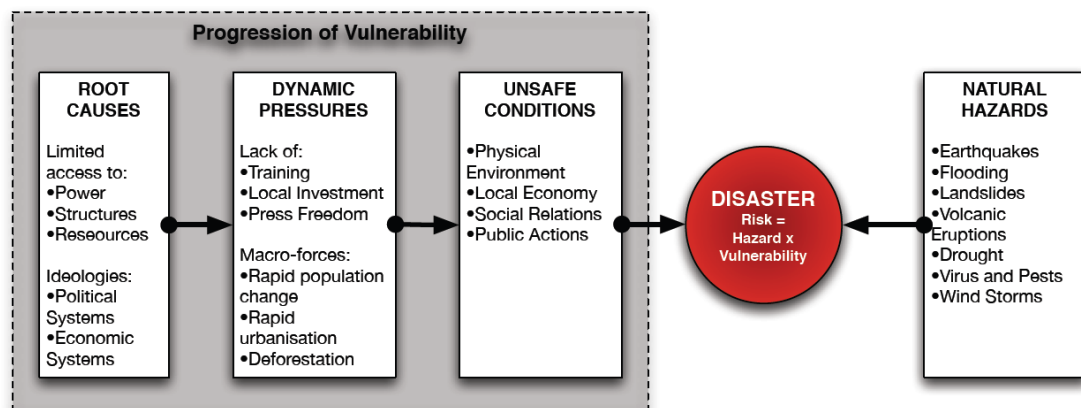 Progression of Vulnerability
ROOT
CAUSES
Limited
access to:
•Power
•Structures
•Reseources
Ideologies:
•Political
Systems
•Economic
Systems
DYNAMIC
PRESSURES
Lack of:
•Training
•Local Investment
•Press Freedom
Macro-forces:
•Rapid population
change
•Rapid
urbanisation
•Deforestation
UNSAFE
CONDITIONS
•Physical
Environment
•Local Economy
•Social Relations
•Public Actions
DISASTER
Risk =
Hazard x
Vulnerability
NATURAL
HAZARDS
•Earthquakes
•Flooding
•Landslides
•Volcanic
Eruptions
•Drought
•Virus and Pests
•Wind Storms